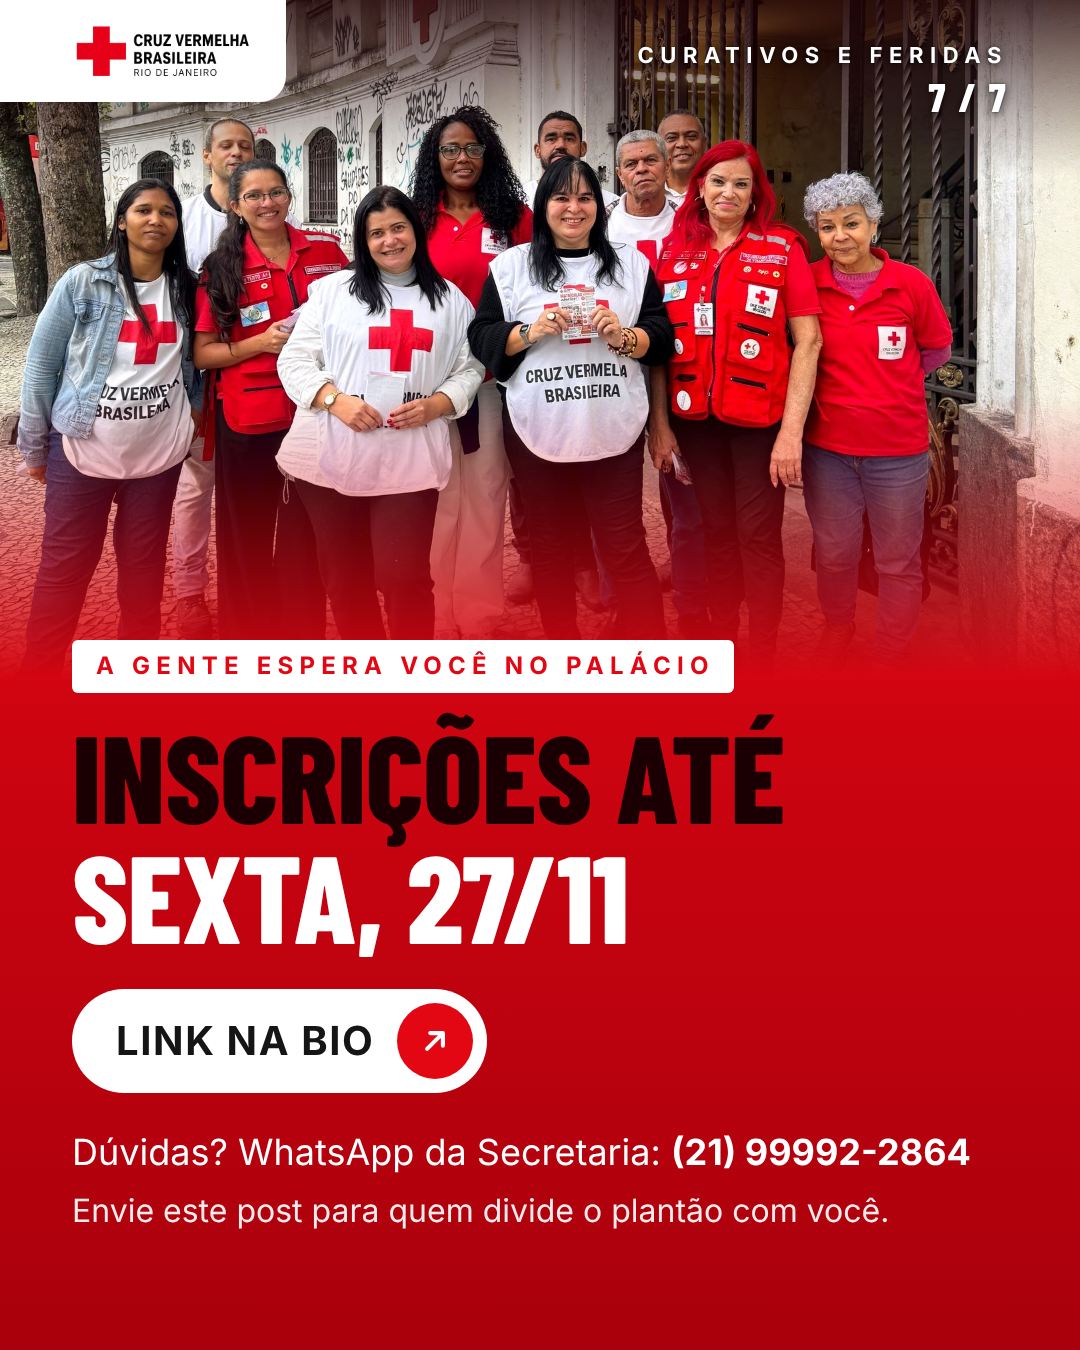 CRUZ VERMELHA
BRASILEIRA
RIO DE JANEIRO
CURATIVOS E FERIDAS
7 / 7
CRUZ VERMELA
BRASILEIRA
A GENTE ESPERA VOCÊ NO PALÁCIO
INSCRIÇÕES ATÉ
SEXTA, 27/11
LINK NA BIO
Dúvidas? WhatsApp da Secretaria: (21) 99992-2864
Envie este post para quem divide o plantão com você.